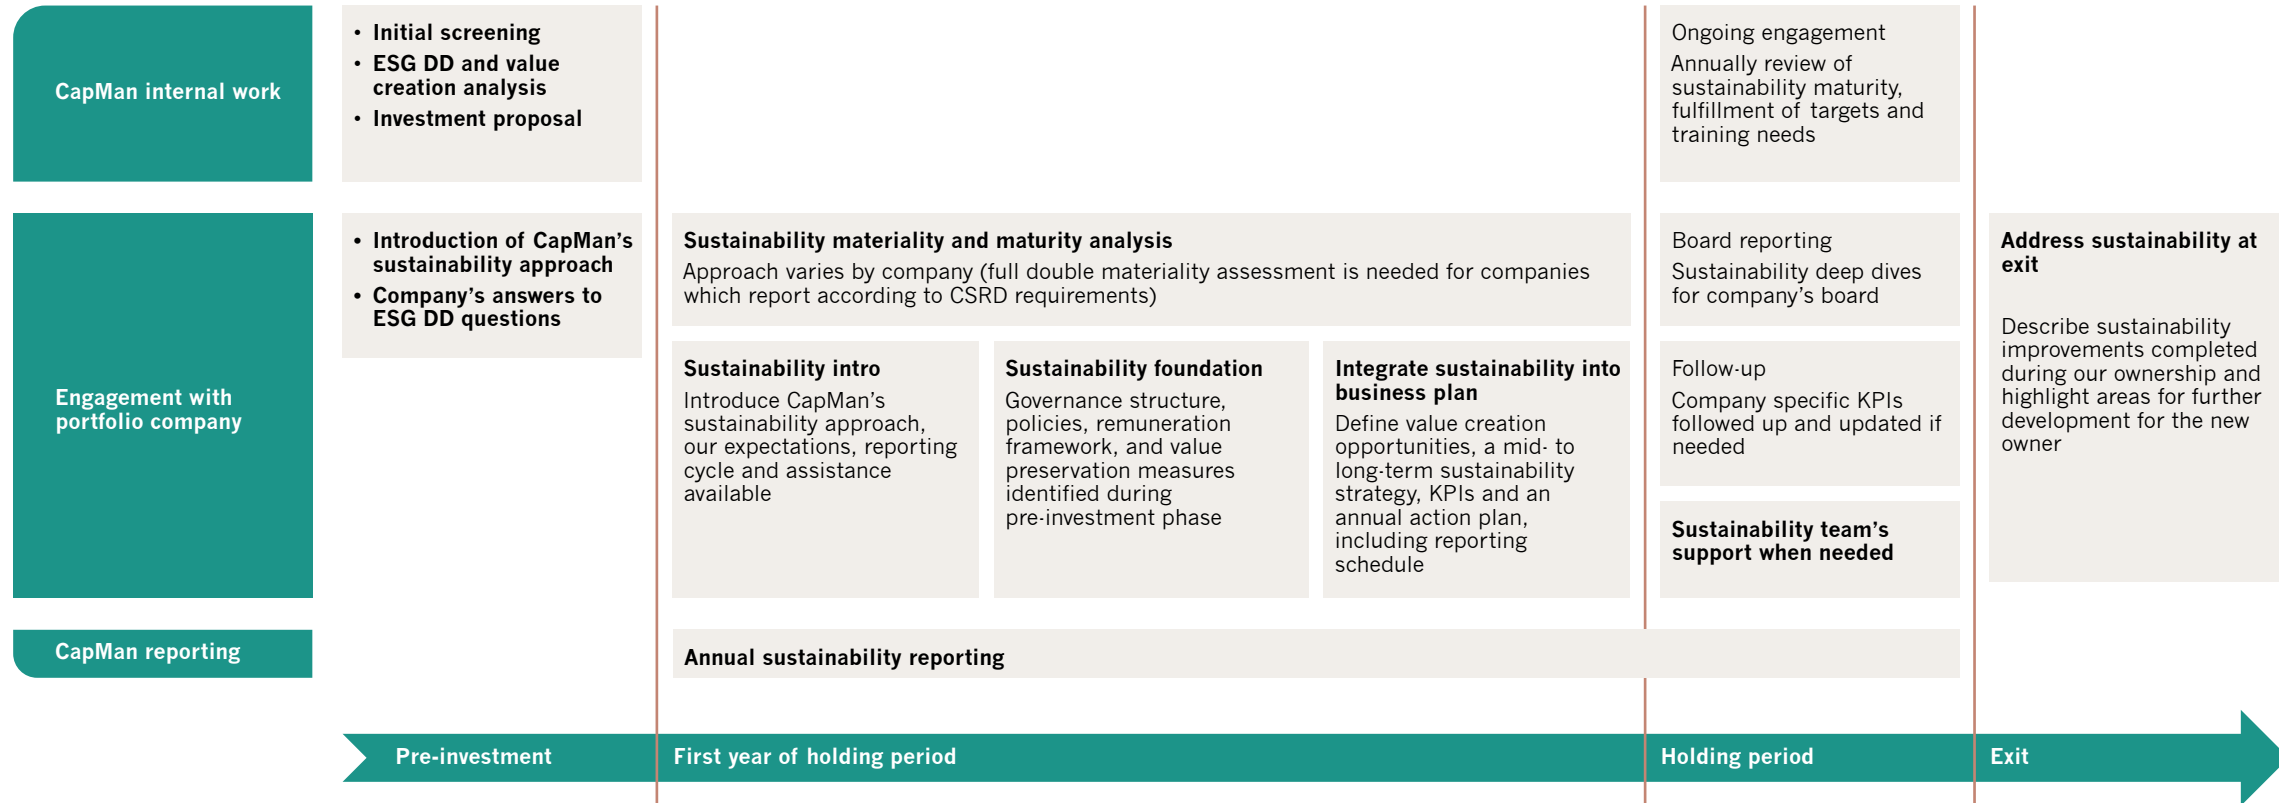 CapMan internal work
• Initial screening
• ESG DD and value
creation analysis
• Investment proposal
Ongoing engagement
Annually review of
sustainability maturity,
fulfillment of targets and
training needs
Engagement with
portfolio company
• Introduction of CapMan’s
sustainability approach
• Company’s answers to
ESG DD questions
Sustainability materiality and maturity analysis
Approach varies by company (full double materiality assessment is needed for companies
which report according to CSRD requirements)
Sustainability intro
Introduce CapMan’s
sustainability approach,
our expectations, reporting
cycle and assistance
available
Sustainability foundation
Governance structure,
policies, remuneration
framework, and value
preservation measures
identified during
pre-investment phase
Integrate sustainability into
business plan
Define value creation
opportunities, a mid- to
long-term sustainability
strategy, KPIs and an
annual action plan,
including reporting
schedule
Board reporting
Sustainability deep dives
for company’s board
Follow-up
Company specific KPIs
followed up and updated if
needed
Sustainability team’s
support when needed
Address sustainability at
exit
Describe sustainability
improvements completed
during our ownership and
highlight areas for further
development for the new
owner
CapMan reporting
Annual sustainability reporting
Pre-investment
First year of holding period
Holding period
Exit